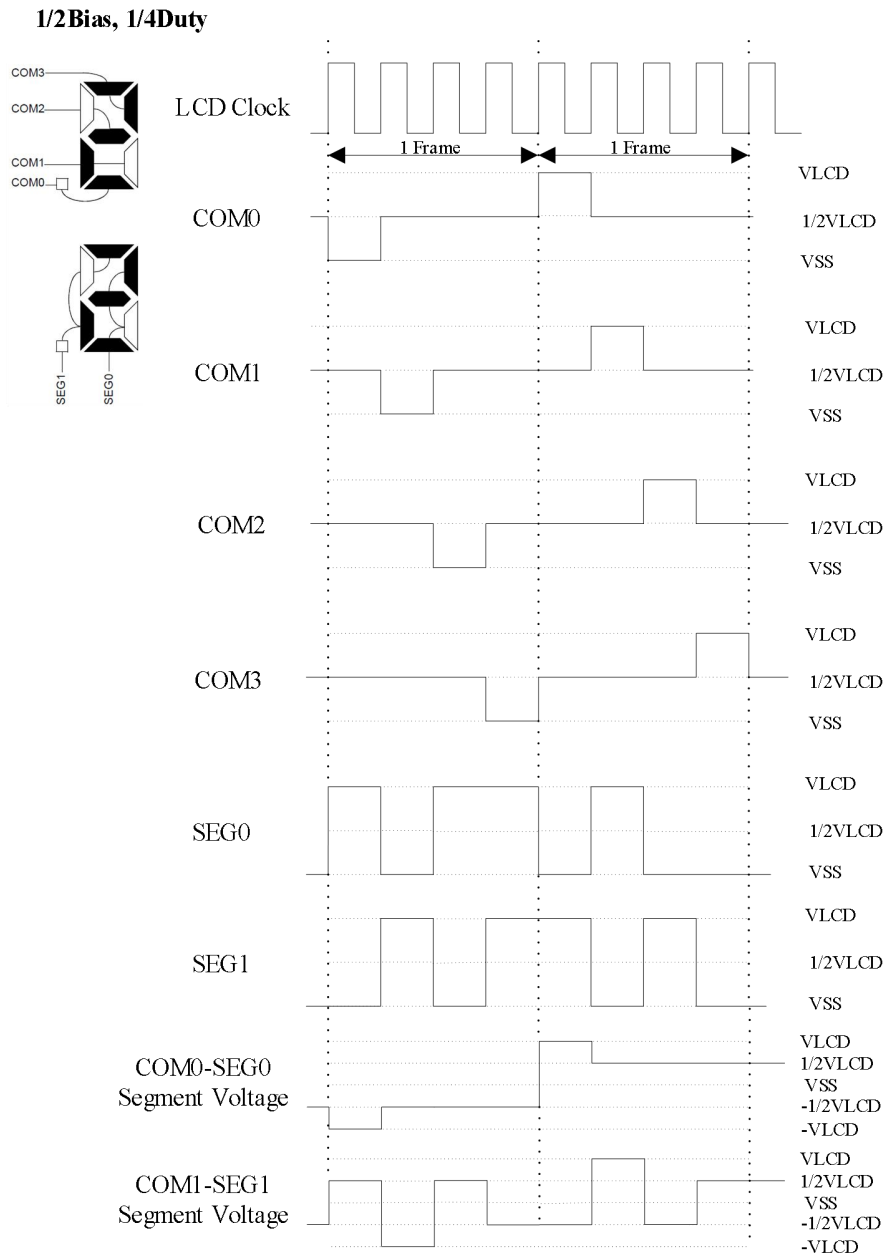 1/2Bias, 1/4Duty
COM3
COM2
COM1
COM0
SEG1
SEG0
LCD Clock
1 Frame
1 Frame
COM0
VLCD
1/2VLCD
VSS
COM1
VLCD
1/2VLCD
VSS
COM2
VLCD
1/2VLCD
VSS
COM3
VLCD
1/2VLCD
VSS
SEG0
VLCD
1/2VLCD
VSS
SEG1
VLCD
1/2VLCD
VSS
COM0-SEG0
Segment Voltage
VLCD
1/2VLCD
VSS
-1/2VLCD
-VLCD
COM1-SEG1
Segment Voltage
VLCD
1/2VLCD
VSS
-1/2VLCD
-VLCD